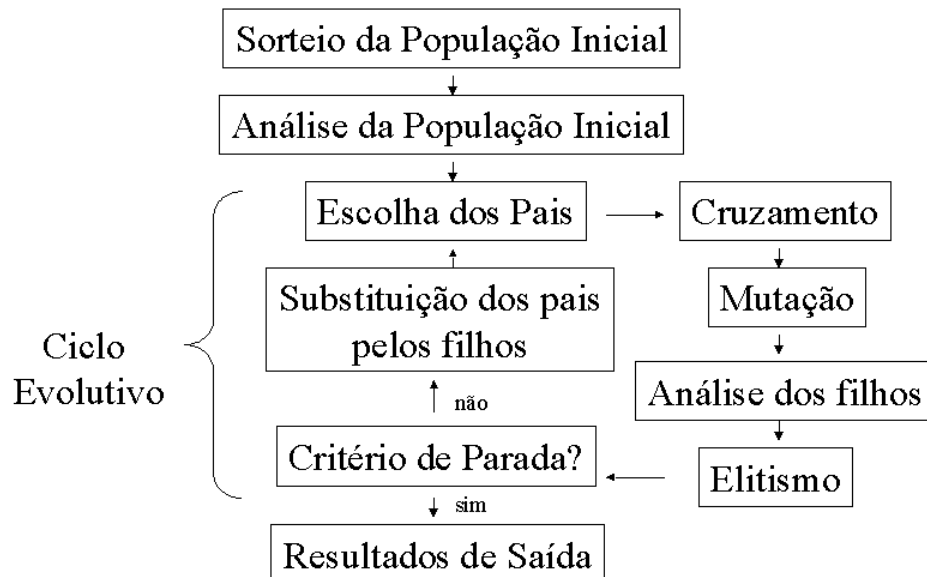 Sorteio da População Inicial
Análise da População Inicial
Escolha dos Pais
Cruzamento
Mutação
Análise dos filhos
Elitismo
Critério de Parada?
não
Substituição dos pais
pelos filhos
sim
Resultados de Saída
Ciclo
Evolutivo